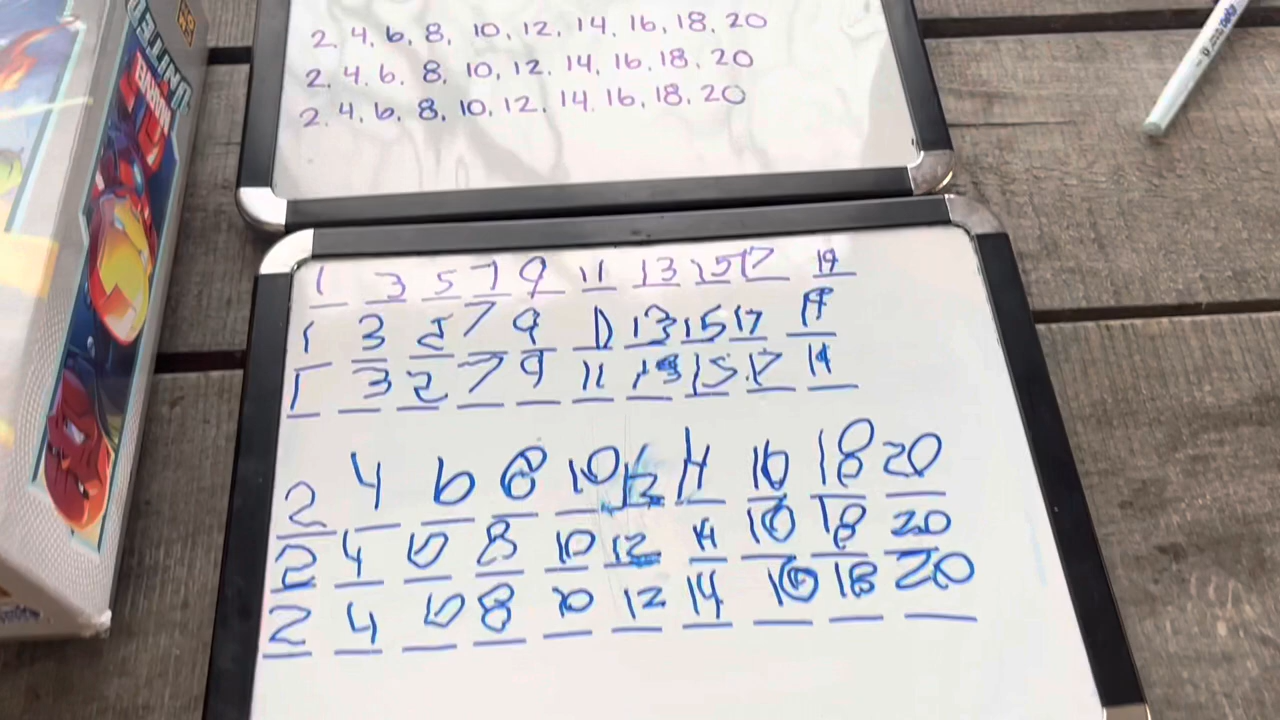 MARVEL
UNITED
2. 4. 6, 8, 10, 12, 14, 16, 18, 20
2. 4. 6. 8, 10, 12. 14, 16. 18, 20
2. 4, 6, 8, 10, 12. 14. 16, 18. 20
1 3 5 7 9 11 13 15 17 19
1 3 5 7 9 11 13 15 17 19
1 3 2 7 9 11 13 15 17 19
2 4 6 8 10 12 14 16 18 20
2 4 6 8 10 12 14 16 18 20
2 4 6 8 10 12 14 16 18 20